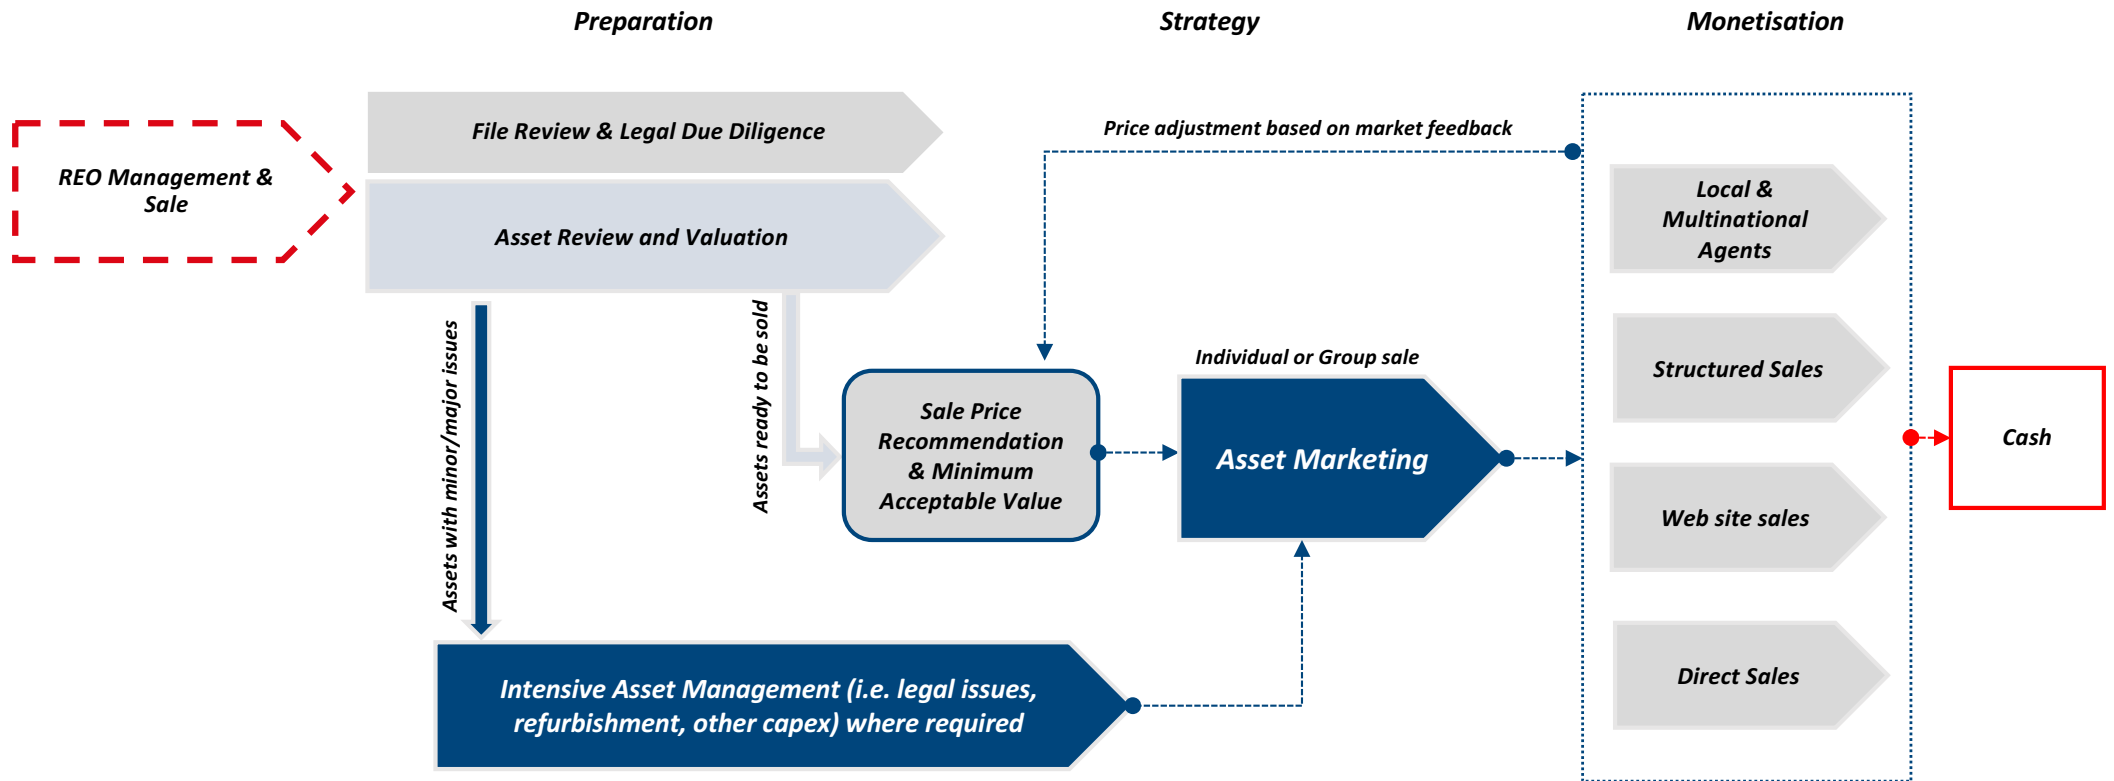 Preparation
Strategy
Monetisation
REO Management &
Sale
File Review & Legal Due Diligence
Asset Review and Valuation
Assets with minor/major issues
Assets ready to be sold
Intensive Asset Management (i.e. legal issues,
refurbishment, other capex) where required
Price adjustment based on market feedback
Sale Price
Recommendation
& Minimum
Acceptable Value
Individual or Group sale
Asset Marketing
Local &
Multinational
Agents
Structured Sales
Web site sales
Direct Sales
Cash